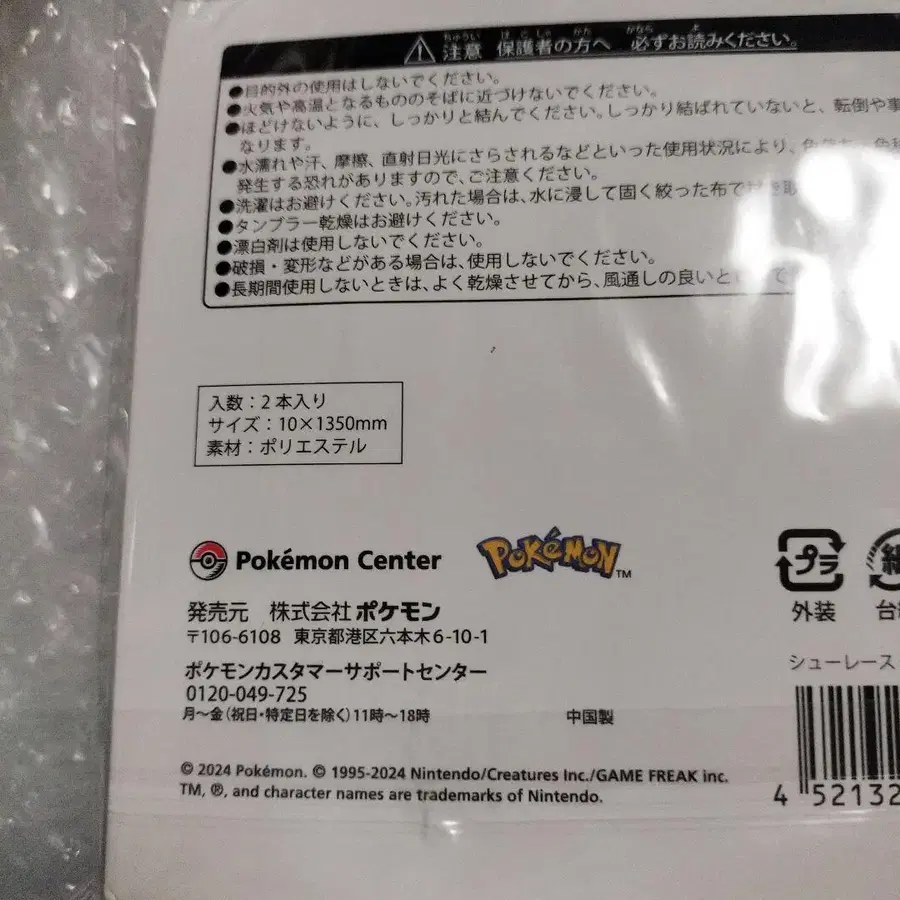 注意 保護者の方へ 必ずお読みください。
●目的外の使用はしないでください。
●火気や高温となるもののそばに近づけないでください。
●ほどけないように、しっかりと結んでください。しっかり結ばれていないと、転倒や事
なります。
●水濡れや汗、摩擦、直射日光にさらされるなどといった使用状況により、
発生する恐れがありますので、ご注意ください。
●洗濯はお避けください。汚れた場合は、水に浸して固く絞った布で
●タンブラー乾燥はお避けください。
●漂白剤は使用しないでください。
●破損・変形などがある場合は、使用しないでください。
●長期間使用しないときは、よく乾燥させてから、風通しの良いと
入数：2本入り
サイズ：10×1350mm
素材：ポリエステル
Pokémon Center
POKéMON TM
プラ
外装
紙
台紙
発売元 株式会社ポケモン
〒106-6108 東京都港区六本木6-10-1
ポケモンカスタマーサポートセンター
0120-049-725
月～金(祝日・特定日を除く)11時～18時
中国製
シューレース
© 2024 Pokémon. © 1995-2024 Nintendo/Creatures Inc./GAME FREAK inc.
TM, ®, and character names are trademarks of Nintendo.
4 52132